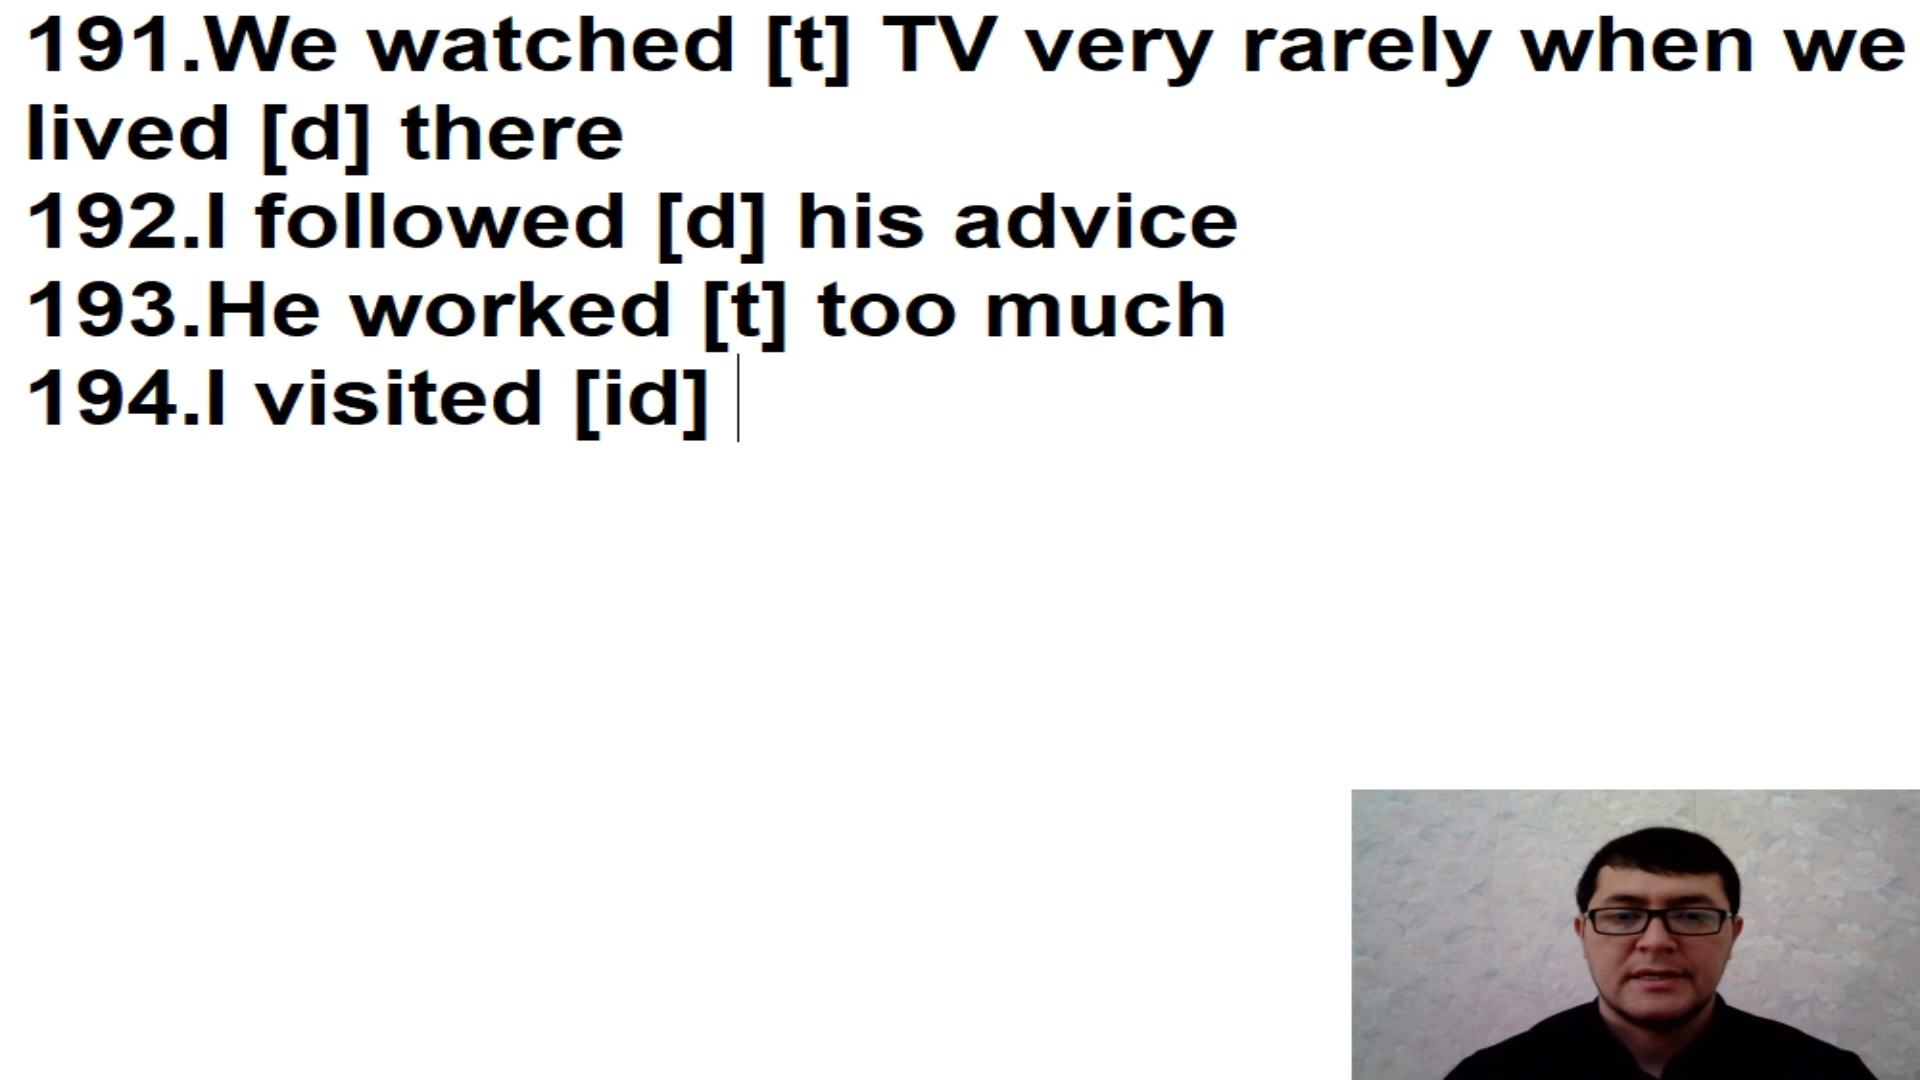 191.We watched [t] TV very rarely when we
lived [d] there
192.I followed [d] his advice
193.He worked [t] too much
194.I visited [id]